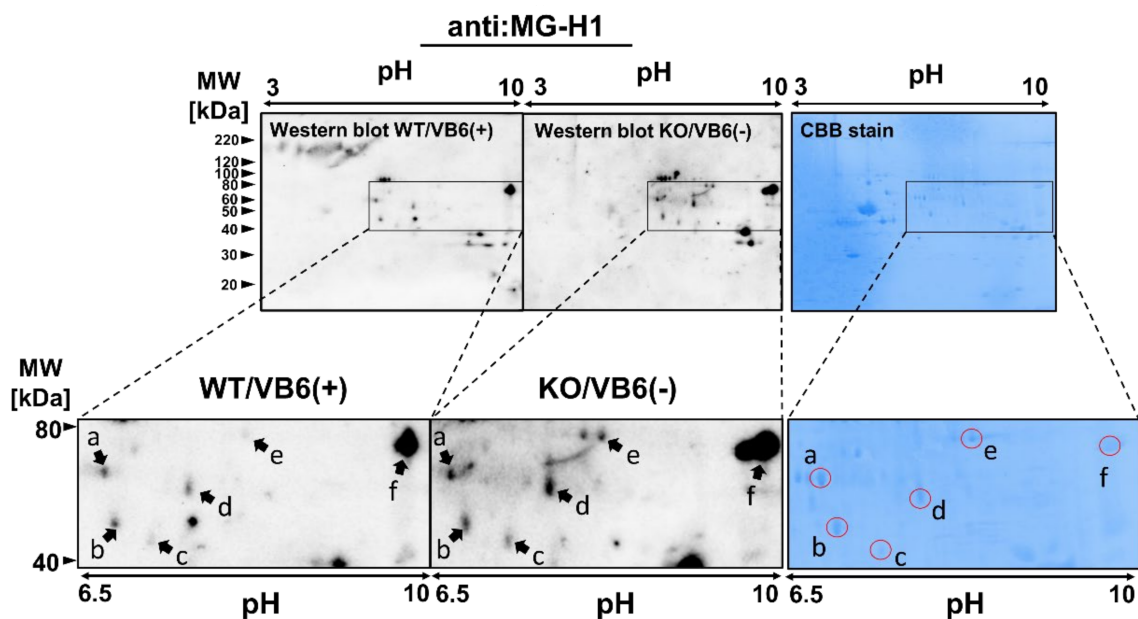 anti:MG-H1
MW
[kDa]
3 pH 10 3 pH 10 3 pH 10
Western blot WT/VB6(+) Western blot KO/VB6(-) CBB stain
220
120
100
80
60
50
40
30
20
MW
[kDa]
WT/VB6(+) KO/VB6(-)
80
a e f d b c
a e f d b c
a e f d b c
40
6.5 pH 10 6.5 pH 10 6.5 pH 10